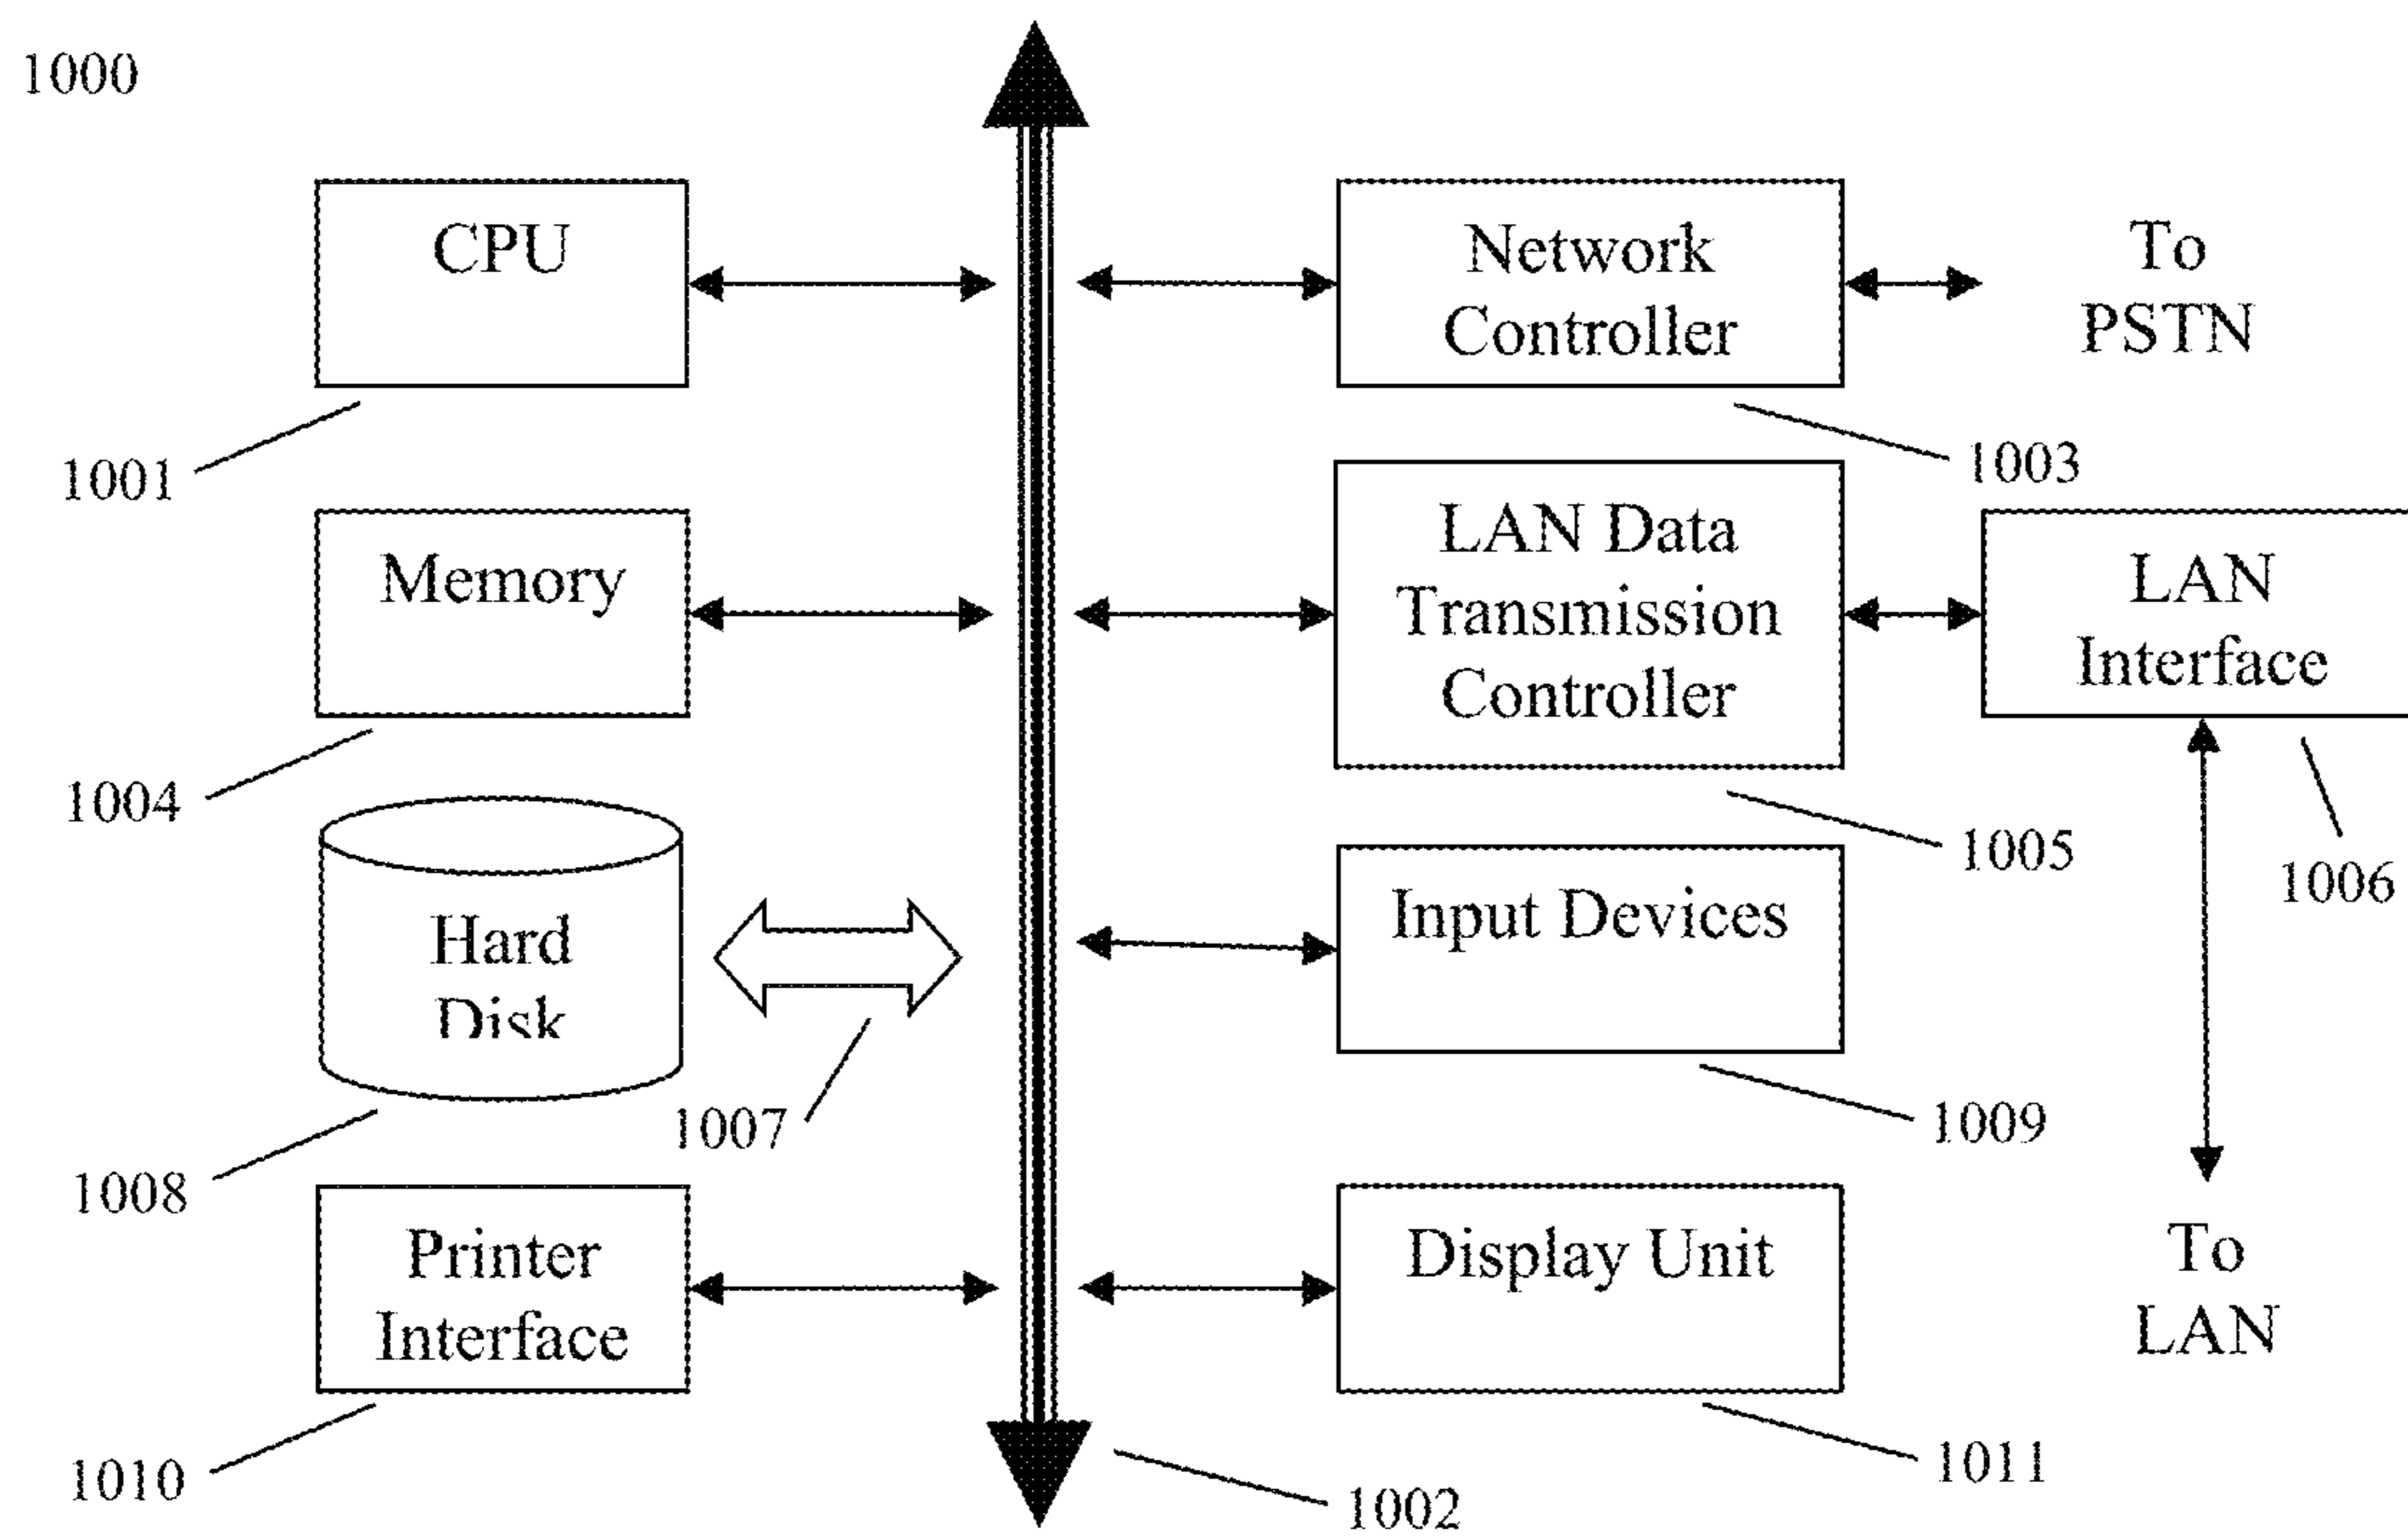 1000
CPU
Network
Controller
To
PSTN
1001
1003
Memory
LAN Data
Transmission
Controller
LAN
Interface
1004
1005
1006
Hard
Disk
Input Devices
1007
1008
1009
Printer
Interface
Display Unit
To
LAN
1010
1002
1011